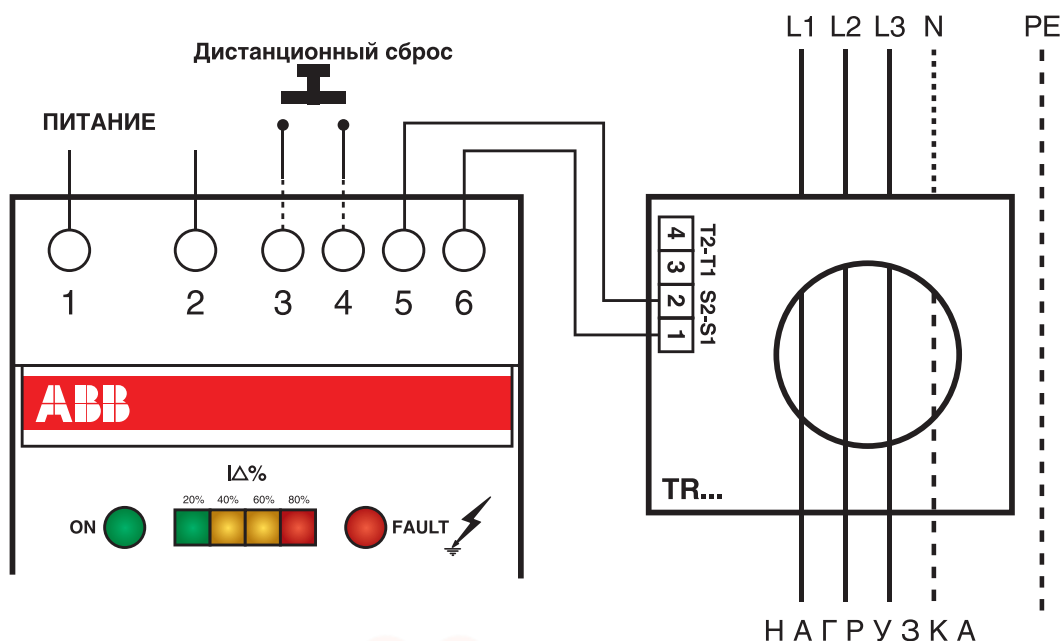 L1 L2 L3 N PE
Дистанционный сброс
ПИТАНИЕ
1 2 3 4 5 6
4 3 2 1
T2-T1 S2-S1
ABB
I△%
20% 40% 60% 80%
ON
FAULT
TR...
НАГРУЗКА